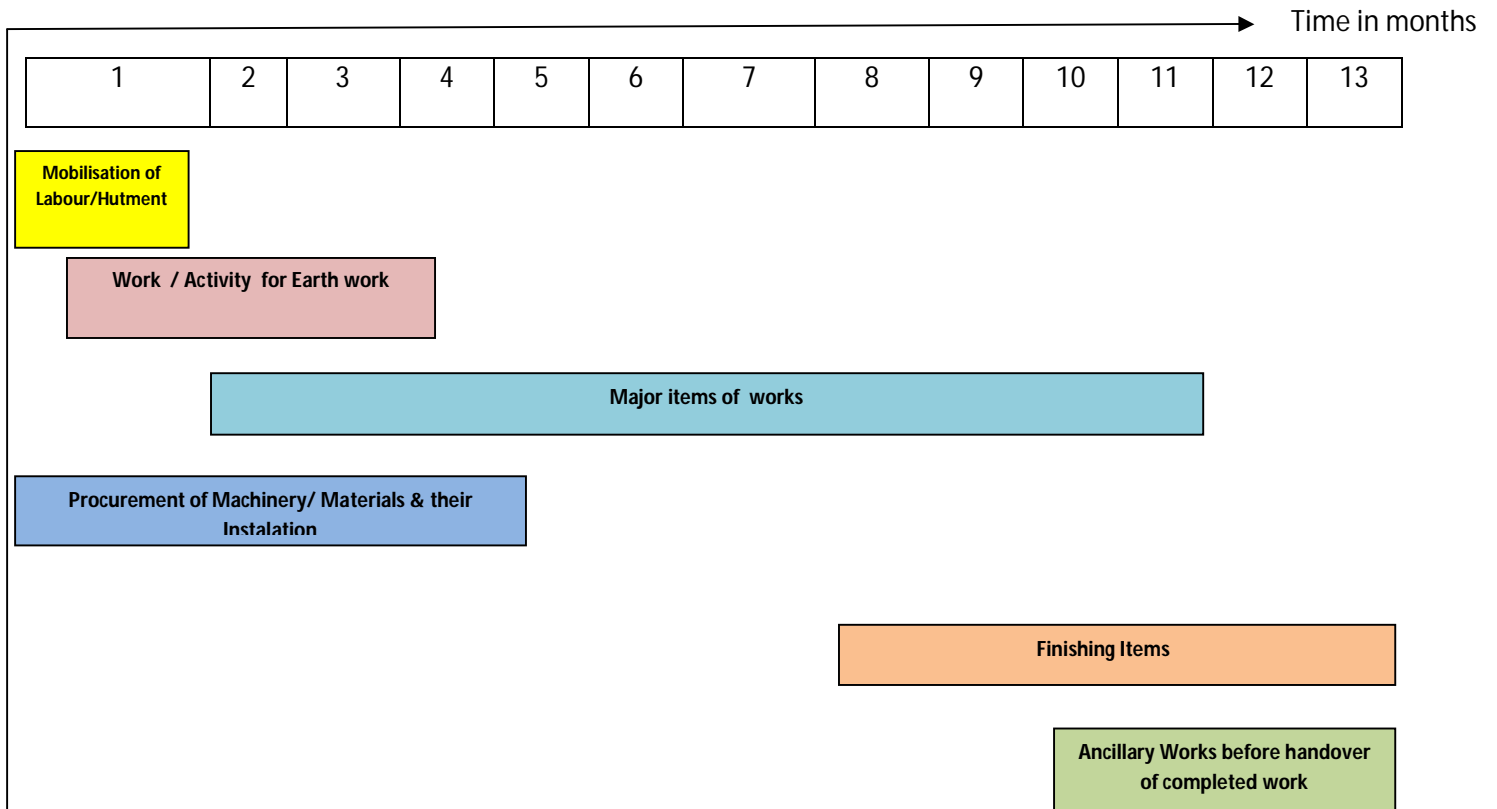 Time in months
1 2 3 4 5 6 7 8 9 10 11 12 13
Mobilisation of
Labour/Hutment
Work / Activity for Earth work
Major items of works
Procurement of Machinery/ Materials & their
Instalation
Finishing Items
Ancillary Works before handover
of completed work